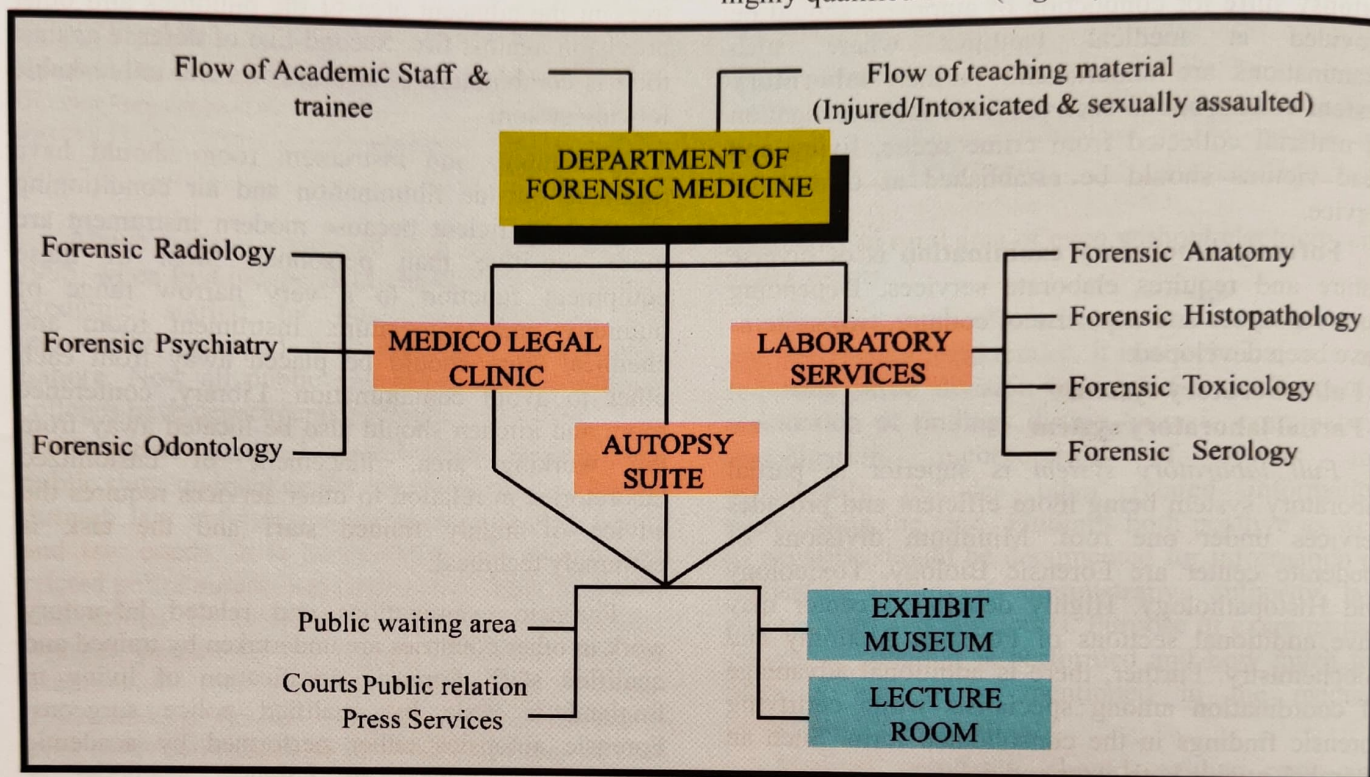 highly qualified
Flow of Academic Staff &
trainee
Flow of teaching material
(Injured/Intoxicated & sexually assaulted)
DEPARTMENT OF
FORENSIC MEDICINE
Forensic Radiology
Forensic Psychiatry
Forensic Odontology
MEDICO LEGAL
CLINIC
AUTOPSY
SUITE
LABORATORY
SERVICES
Forensic Anatomy
Forensic Histopathology
Forensic Toxicology
Forensic Serology
Public waiting area
Courts Public relation
Press Services
EXHIBIT
MUSEUM
LECTURE
ROOM